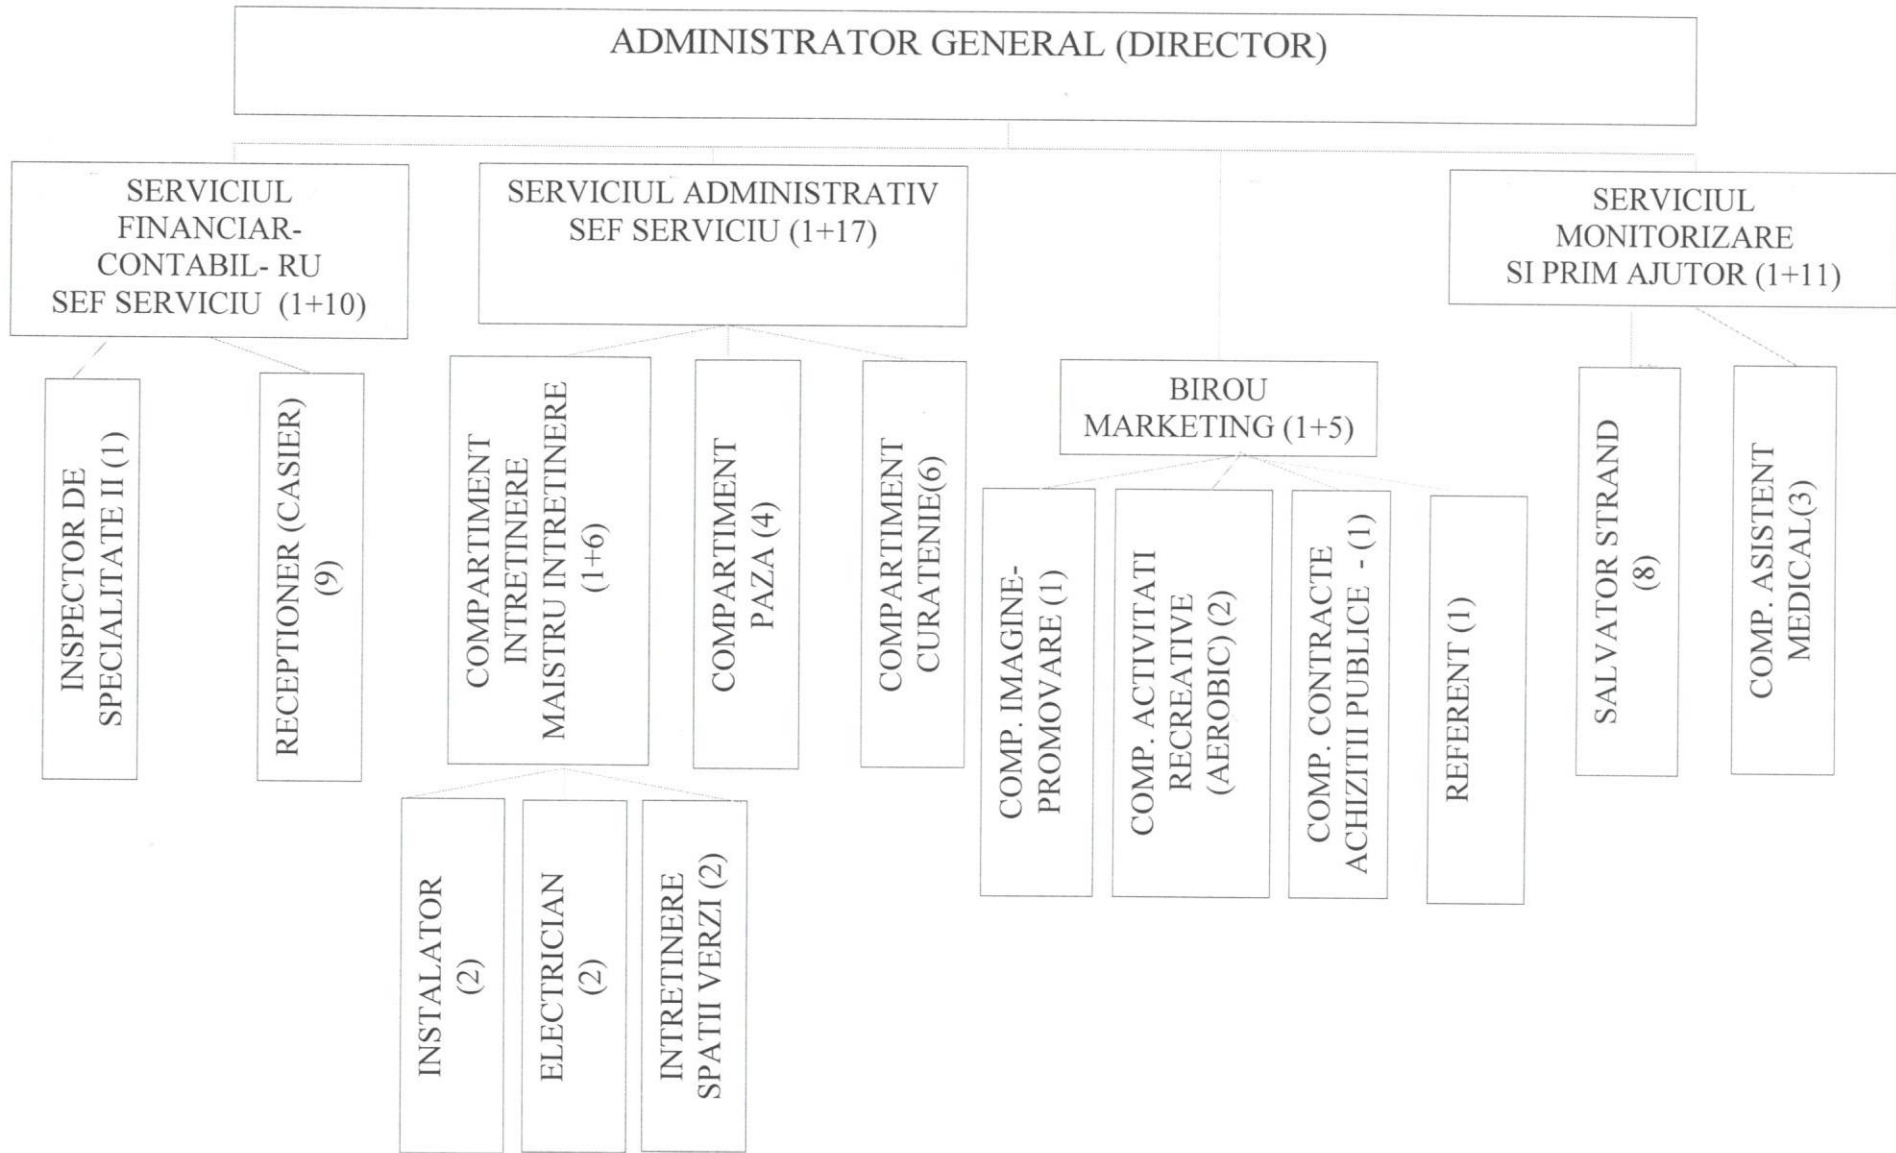 ADMINISTRATOR GENERAL (DIRECTOR)
SERVICIUL
FINANCIAR-
CONTABIL- RU
SEF SERVICIU (1+10)
SERVICIUL ADMINISTRATIV
SEF SERVICIU (1+17)
SERVICIUL
MONITORIZARE
SI PRIM AJUTOR (1+11)
BIROU
MARKETING (1+5)
INSPECTOR DE
SPECIALITATE II (1)
RECEPTIONER (CASIER)
(9)
COMPARTIMENT
INTRETINERE
MAISTRU INTRETINERE
(1+6)
COMPARTIMENT
PAZA (4)
COMPARTIMENT
CURATENIE(6)
COMP. IMAGINE-
PROMOVARE (1)
COMP. ACTIVITATI
RECREATIVE
(AEROBIC) (2)
COMP. CONTRACTE
ACHIZITII PUBLICE - (1)
REFERENT (1)
SALVATOR STRAND
(8)
COMP. ASISTENT
MEDICAL(3)
INSTALATOR
(2)
ELECTRICIAN
(2)
INTRETINERE
SPATII VERZI (2)